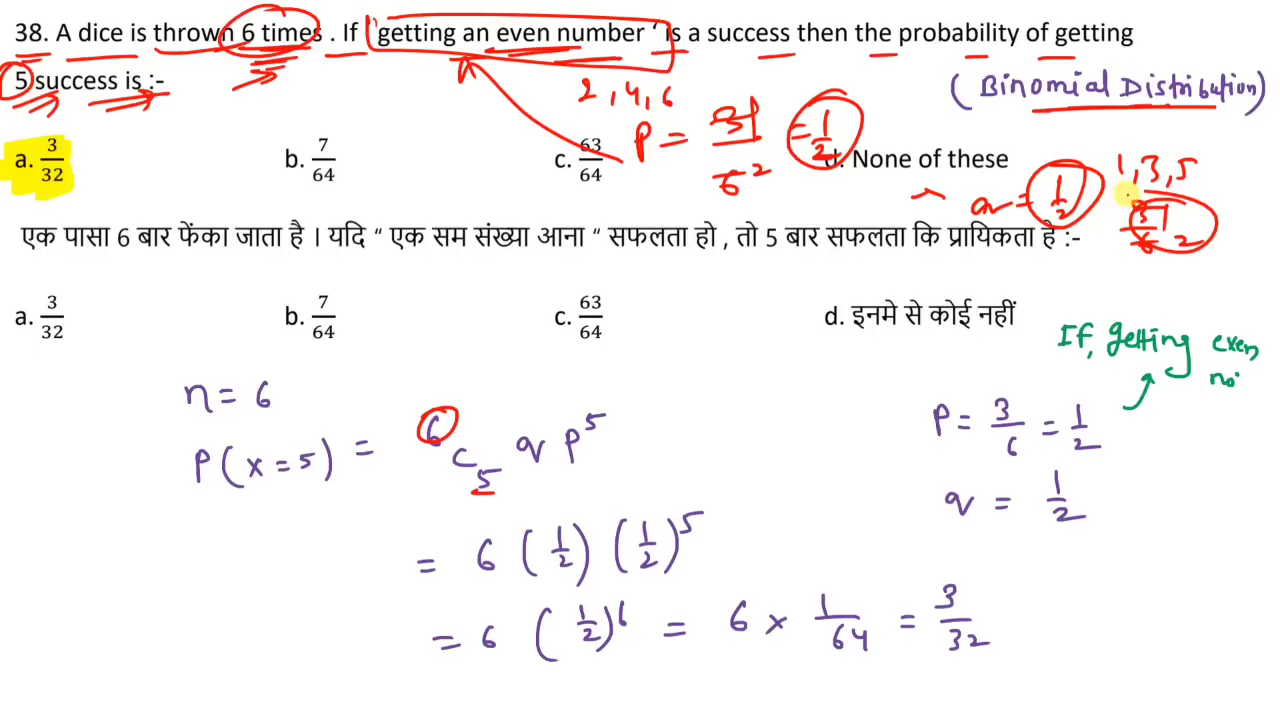 38. A dice is thrown 6 times . If 'getting an even number ' is a success then the probability of getting
5 success is :-
(Binomial Distribution)
2, 4, 6
P = 3/6 = 1/2
a. 3/32 b. 7/64 c. 63/64 d. None of these
1, 3, 5
q = 1/2
3/6 1/2
एक पासा 6 बार फेंका जाता है । यदि “ एक सम संख्या आना “ सफलता हो , तो 5 बार सफलता कि प्रायिकता है :-
a. 3/32 b. 7/64 c. 63/64 d. इनमे से कोई नहीं
If, getting even
no.
n = 6
P = 3/6 = 1/2
P(x=5) = ⁶C₅ q p⁵
q = 1/2
= 6 (1/2) (1/2)⁵
= 6 (1/2)⁶ = 6 × 1/64 = 3/32